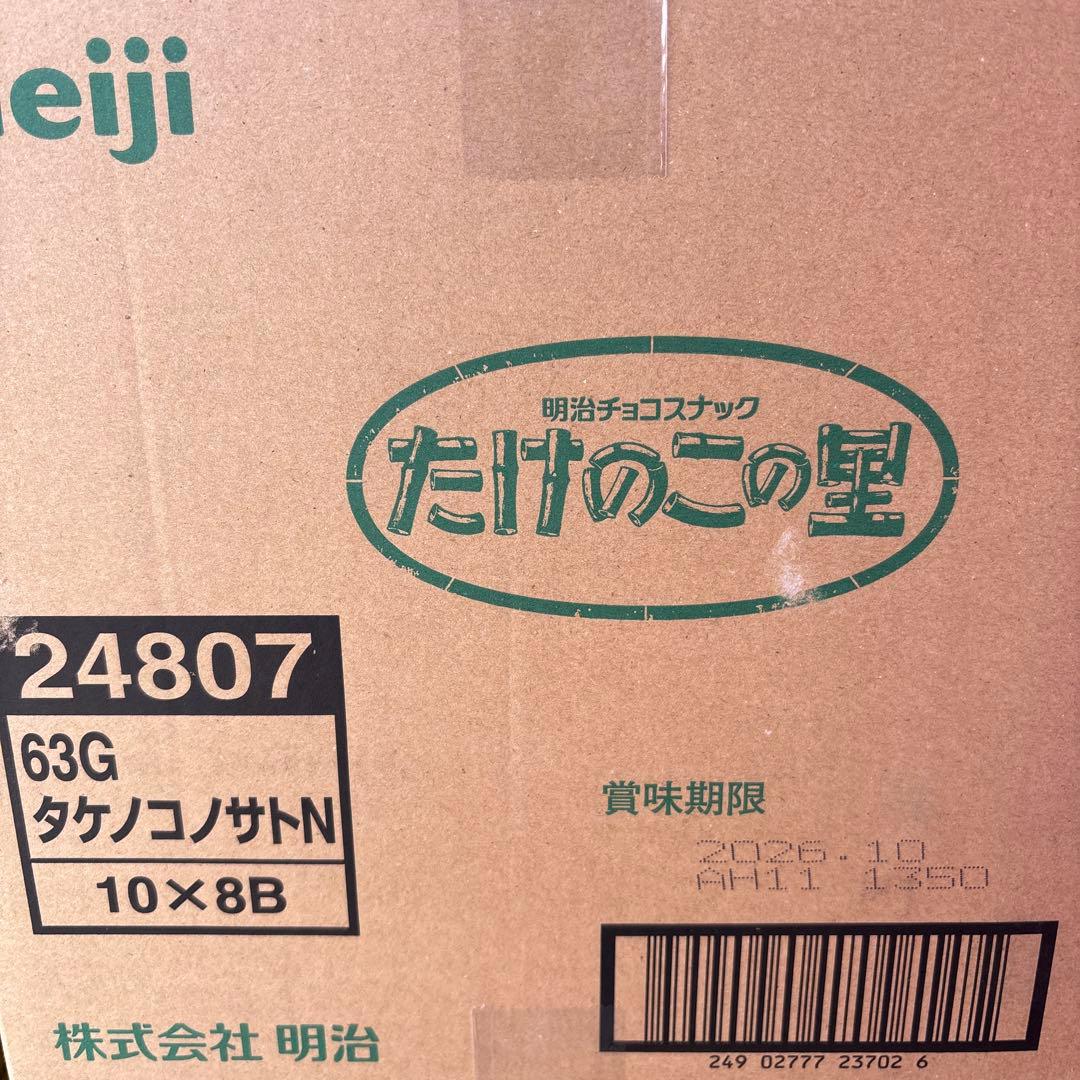 meiji
明治チョコスナック
たけのこの里
24807
63G
タケノコノサトN
10×8B
賞味期限
2026.10
AH11 1350
株式会社 明治
249 02777 23702 6